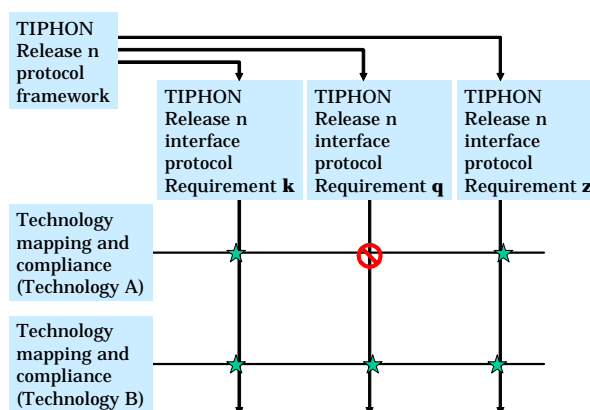 TIPHON
Release n
protocol
framework
TIPHON
Release n
interface
protocol
Requirement k
TIPHON
Release n
interface
protocol
Requirement q
TIPHON
Release n
interface
protocol
Requirement z
Technology
mapping and
compliance
(Technology A)
Technology
mapping and
compliance
(Technology B)